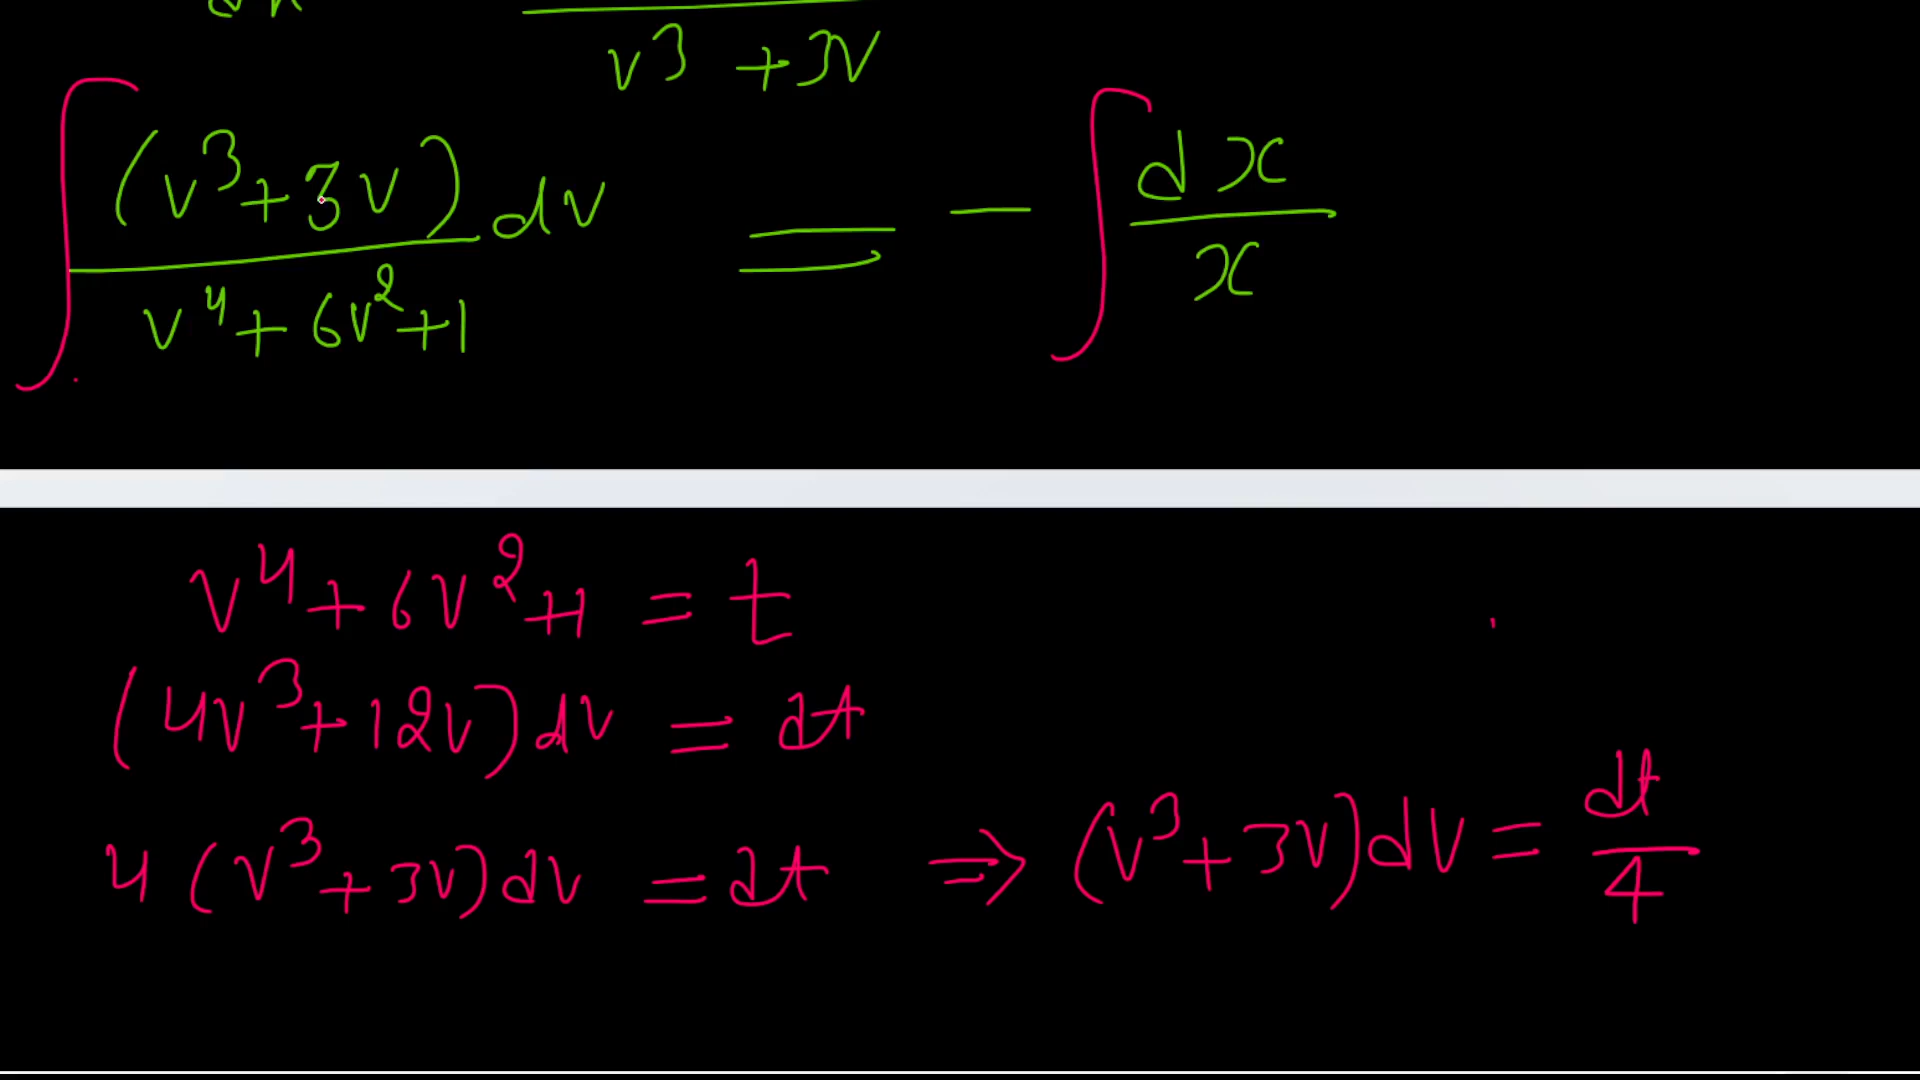 v³ + 3v
∫ (v³ + 3v) dv / v⁴ + 6v² + 1 = - ∫ dx / x
v⁴ + 6v² + 1 = t
(4v³ + 12v) dv = dt
4 (v³ + 3v) dv = dt ⇒ (v³ + 3v) dv = dt / 4